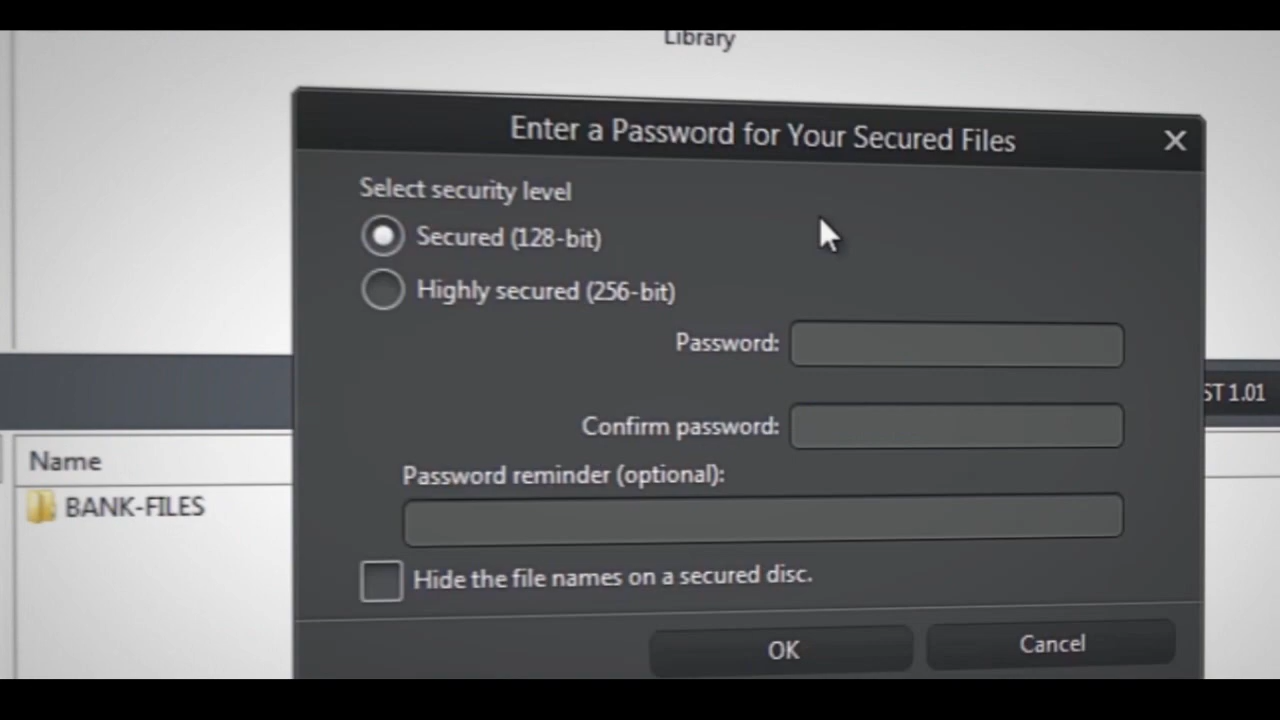 Library
Enter a Password for Your Secured Files
Select security level
Secured (128-bit)
Highly secured (256-bit)
Password:
ST 1.01
Confirm password:
Name
Password reminder (optional):
BANK-FILES
Hide the file names on a secured disc.
OK Cancel